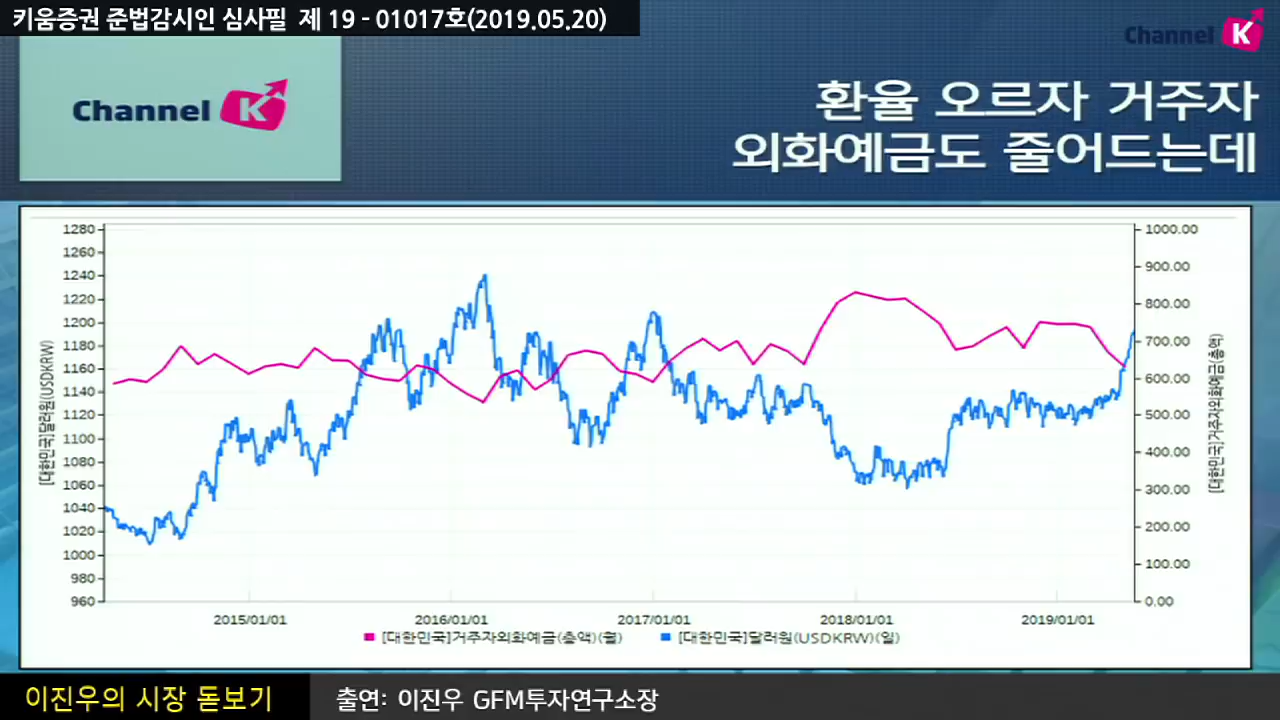 키움증권 준법감시인 심사필 제 19 - 01017호(2019.05.20)
Channel K
Channel K
환율 오르자 거주자
외화예금도 줄어드는데
1280
1260
1240
1220
1200
1180
1160
1140
1120
1100
1080
1060
1040
1020
1000
980
960
[대한민국]달러원(USDKRW)
1000.00
900.00
800.00
700.00
600.00
500.00
400.00
300.00
200.00
100.00
0.00
[대한민국]거주자외화예금(총액)
2015/01/01 2016/01/01 2017/01/01 2018/01/01 2019/01/01
[대한민국]거주자외화예금(총액)(월) [대한민국]달러원(USDKRW)(일)
이진우의 시장 돋보기 출연: 이진우 GFM투자연구소장